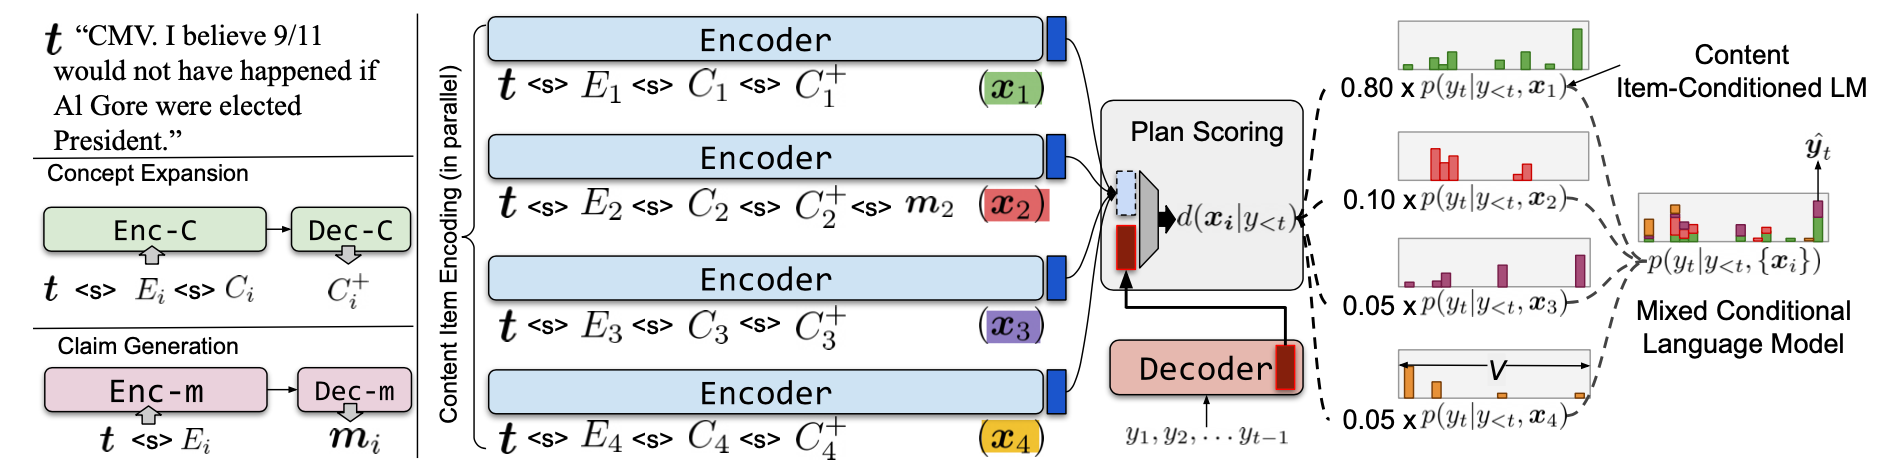 t "CMV. I believe 9/11
would not have happened if
Al Gore were elected
President."
Concept Expansion
Enc-C
Dec-C
t <s> E_i <s> C_i
C_i^+
Claim Generation
Enc-m
Dec-m
t <s> E_i
m_i
Content Item Encoding (in parallel)
Encoder
t <s> E_1 <s> C_1 <s> C_1^+ (x_1)
Encoder
t <s> E_2 <s> C_2 <s> C_2^+ <s> m_2 (x_2)
Encoder
t <s> E_3 <s> C_3 <s> C_3^+ (x_3)
Encoder
t <s> E_4 <s> C_4 <s> C_4^+ (x_4)
Plan Scoring
d(x_i|y_{<t})
Decoder
y_1, y_2, ... y_{t-1}
0.80 x p(y_t|y_{<t}, x_1)
0.10 x p(y_t|y_{<t}, x_2)
0.05 x p(y_t|y_{<t}, x_3)
V
0.05 x p(y_t|y_{<t}, x_4)
Content
Item-Conditioned LM
ŷ_t
p(y_t|y_{<t}, {x_i})
Mixed Conditional
Language Model